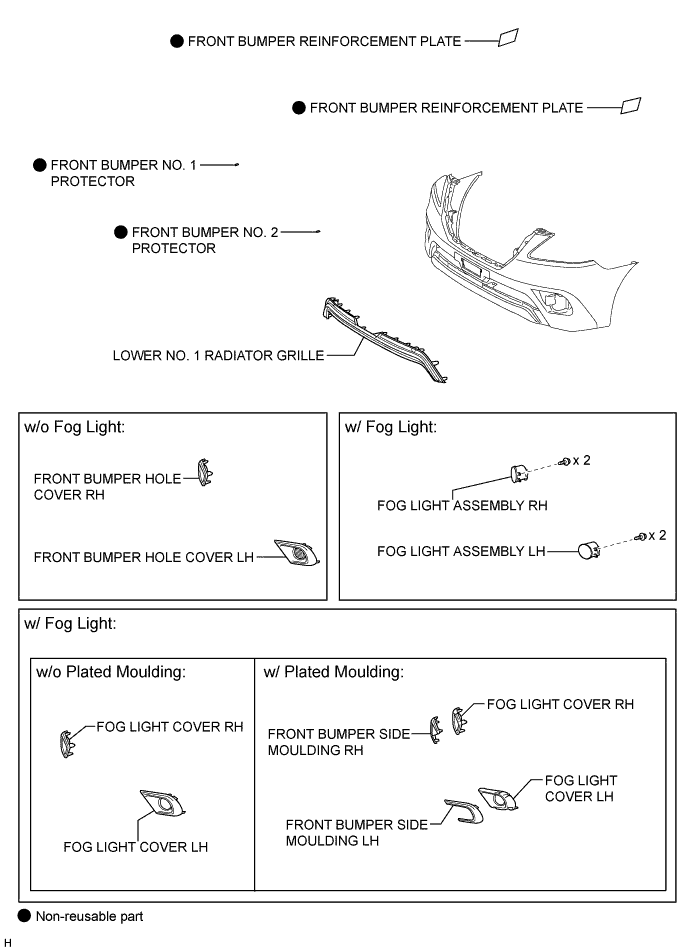 FRONT BUMPER REINFORCEMENT PLATE
FRONT BUMPER REINFORCEMENT PLATE
FRONT BUMPER NO. 1
PROTECTOR
FRONT BUMPER NO. 2
PROTECTOR
LOWER NO. 1 RADIATOR GRILLE
w/o Fog Light:
FRONT BUMPER HOLE
COVER RH
FRONT BUMPER HOLE COVER LH
w/ Fog Light:
x 2
FOG LIGHT ASSEMBLY RH
x 2
FOG LIGHT ASSEMBLY LH
w/ Fog Light:
w/o Plated Moulding:
FOG LIGHT COVER RH
FOG LIGHT COVER LH
w/ Plated Moulding:
FOG LIGHT COVER RH
FRONT BUMPER SIDE
MOULDING RH
FOG LIGHT
COVER LH
FRONT BUMPER SIDE
MOULDING LH
Non-reusable part
H